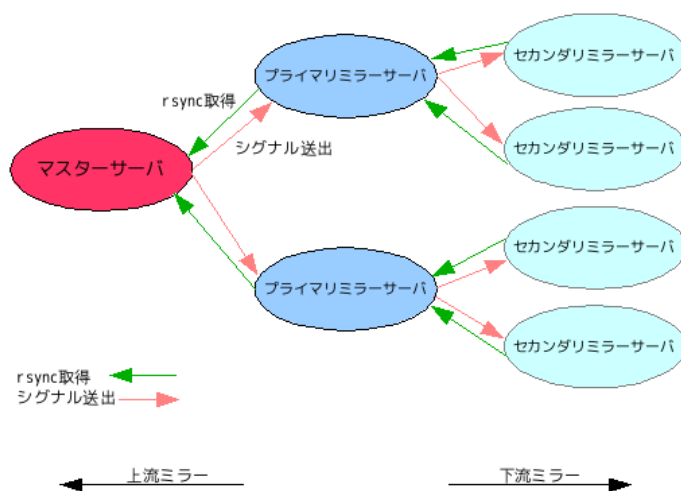 セカンダリミラーサーバ
プライマリミラーサーバ
rsync取得
シグナル送出
セカンダリミラーサーバ
マスターサーバ
セカンダリミラーサーバ
プライマリミラーサーバ
セカンダリミラーサーバ
rsync取得
シグナル送出
上流ミラー
下流ミラー